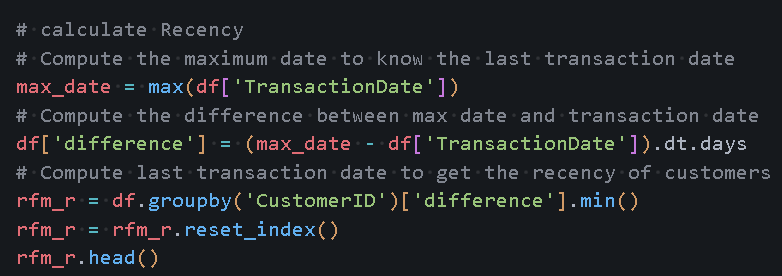 # calculate Recency
# Compute the maximum date to know the last transaction date
max_date = max(df['TransactionDate'])
# Compute the difference between max date and transaction date
df['difference'] = (max_date - df['TransactionDate']).dt.days
# Compute last transaction date to get the recency of customers
rfm_r = df.groupby('CustomerID')['difference'].min()
rfm_r = rfm_r.reset_index()
rfm_r.head()